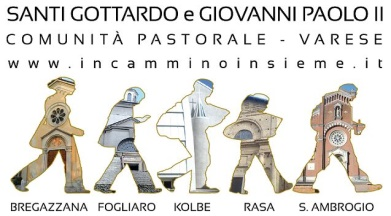 SANTI GOTTARDO e GIOVANNI PAOLO II
COMUNITÀ PASTORALE - VARESE
www.incamminoinsieme.it
BREGAZZANA FOGLIARO KOLBE RASA S. AMBROGIO